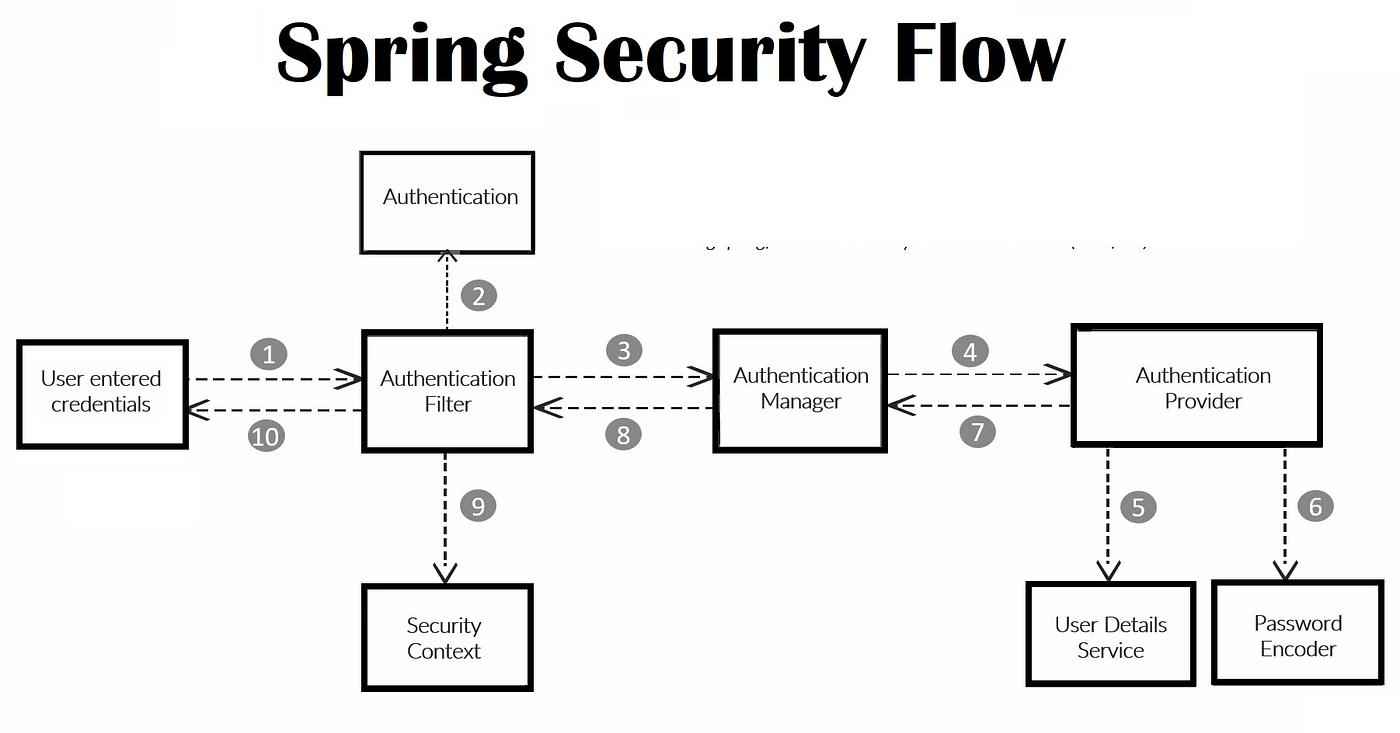 Spring Security Flow
Authentication
2
1
3
4
User entered
credentials
Authentication
Filter
Authentication
Manager
Authentication
Provider
10
8
7
9
5
6
Security
Context
User Details
Service
Password
Encoder